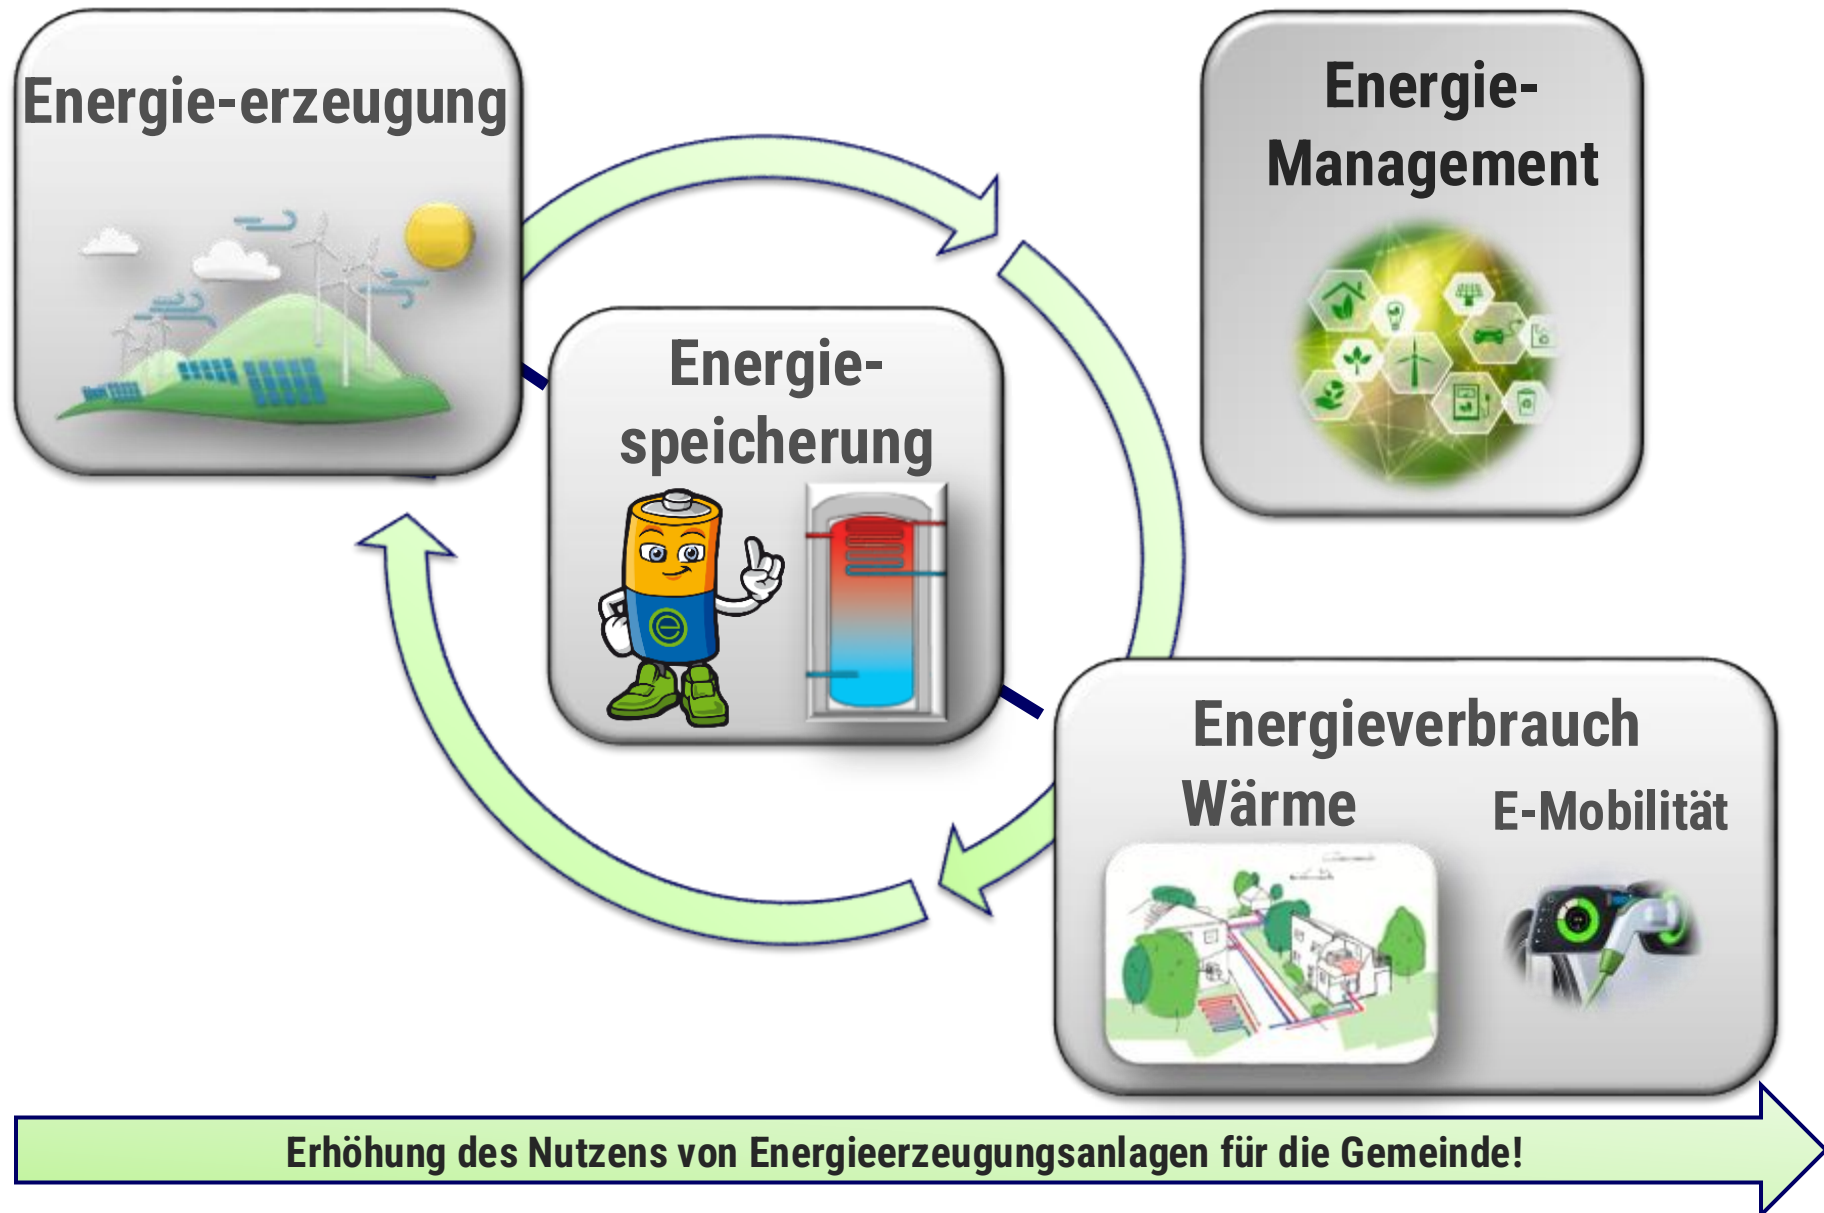 Energie-erzeugung
Energie-
Management
Energie-
speicherung
Energieverbrauch
Wärme
E-Mobilität
Erhöhung des Nutzens von Energieerzeugungsanlagen für die Gemeinde!